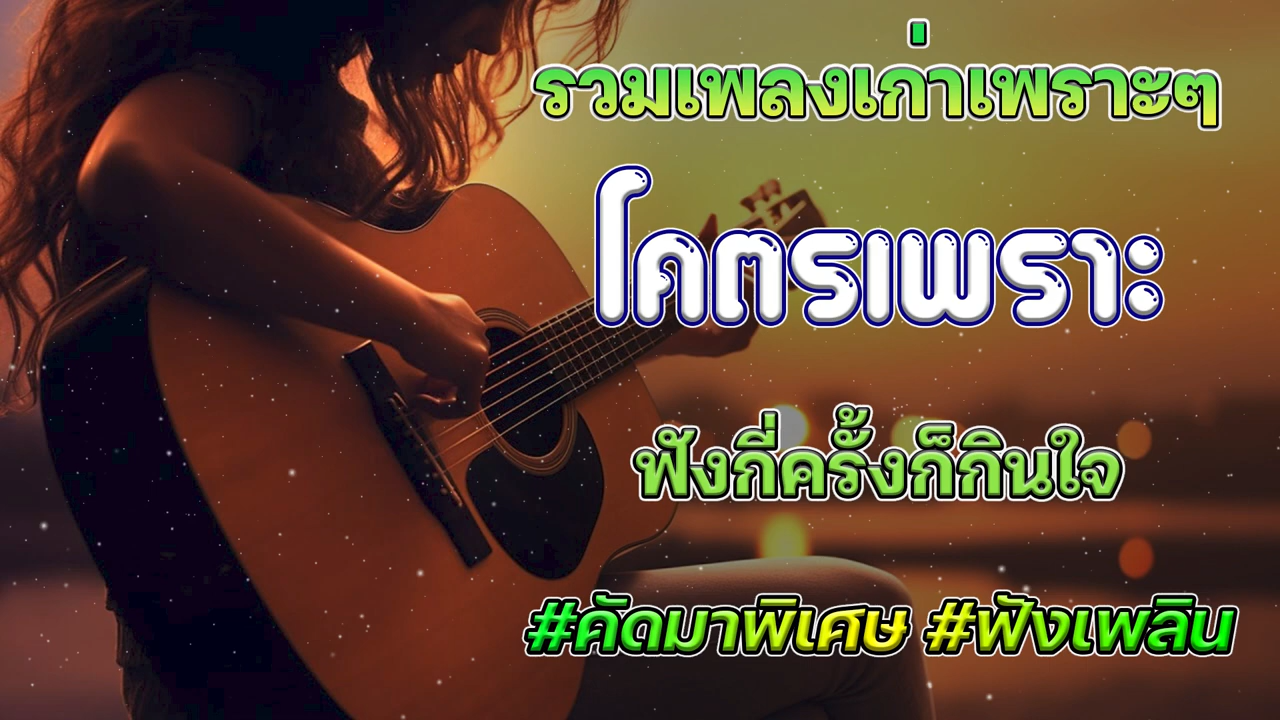 รวมเพลงเก่าเพราะๆ
โคตรเพราะ
ฟังกี่ครั้งก็กินใจ
#คัดมาพิเศษ #ฟังเพลิน